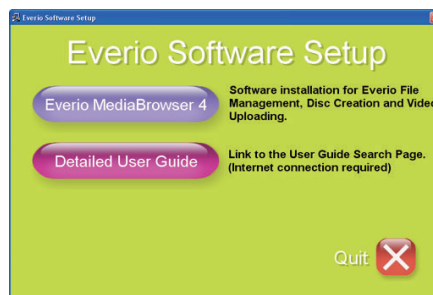 Everio Software Setup
Everio Software Setup
Everio MediaBrowser 4
Software installation for Everio File
Management, Disc Creation and Video
Uploading.
Detailed User Guide
Link to the User Guide Search Page.
(Internet connection required)
Quit